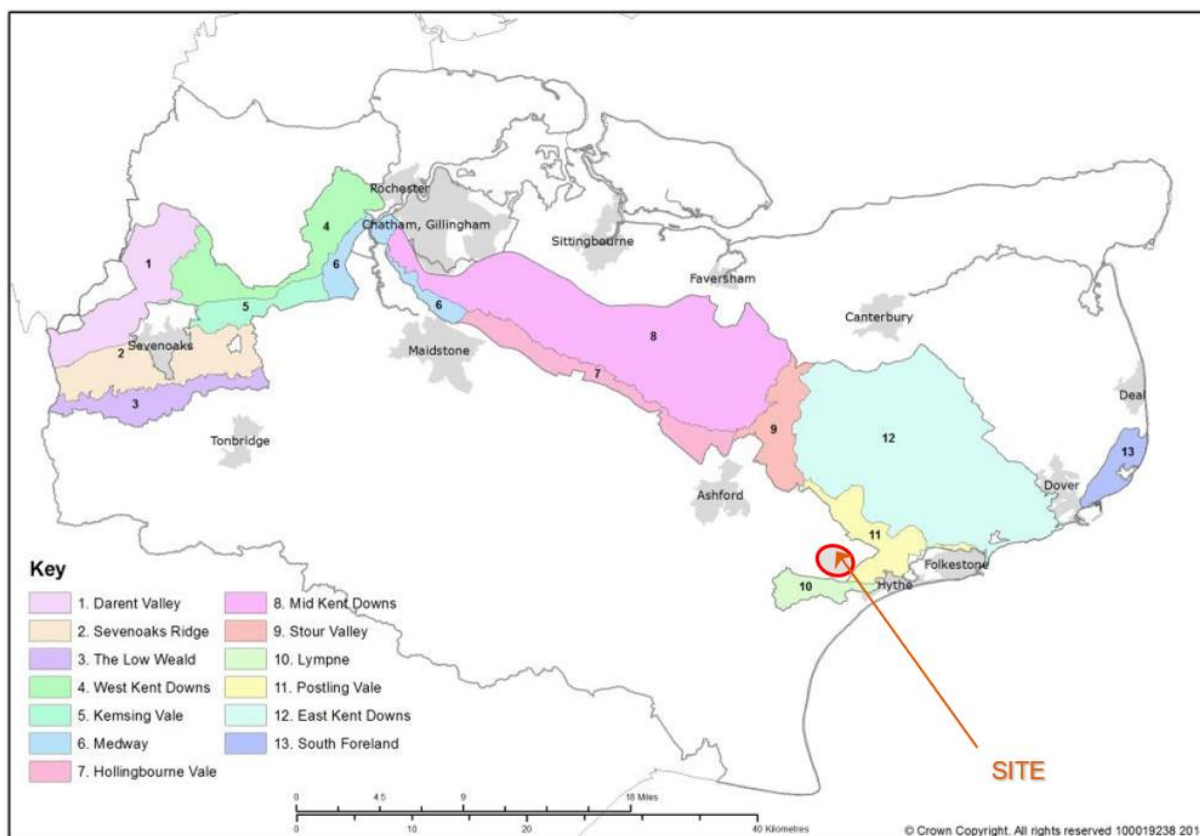 Rochester
4
Chatham, Gillingham
Sittingbourne
1
6
Faversham
5
6
Canterbury
Sevenoaks
2
Maidstone
8
7
3
Deal
Tonbridge
9
12
13
Ashford
Dover
11
Folkestone
10
Hythe
Key
1. Darent Valley
2. Sevenoaks Ridge
3. The Low Weald
4. West Kent Downs
5. Kemsing Vale
6. Medway
7. Hollingbourne Vale
8. Mid Kent Downs
9. Stour Valley
10. Lympne
11. Postling Vale
12. East Kent Downs
13. South Foreland
SITE
0 4.5 9 18 Miles
0 10 20 40 Kilometres
© Crown Copyright. All rights reserved 100019238 201